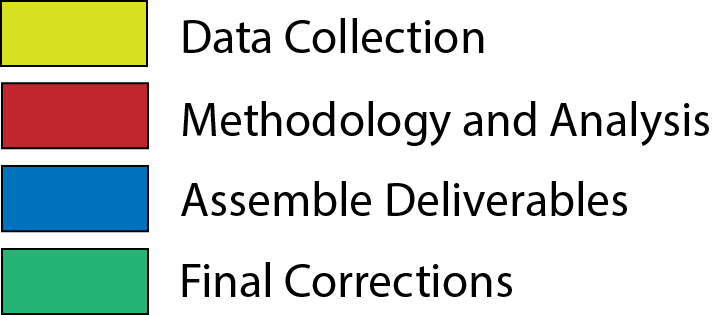 Data Collection
Methodology and Analysis
Assemble Deliverables
Final Corrections